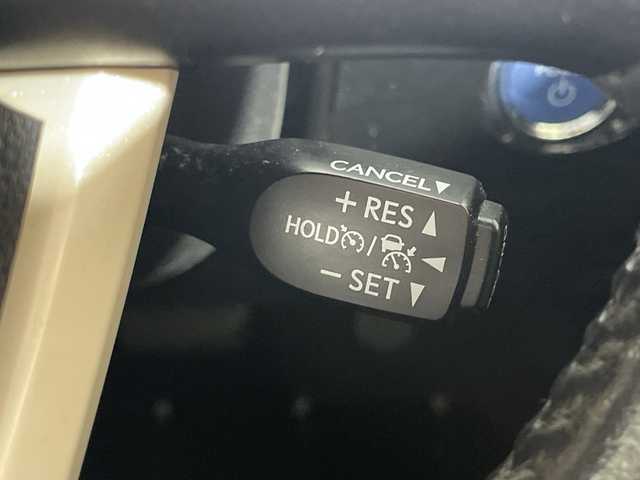 CANCEL▼
+ RES ▲
HOLD / ◀
− SET ▼